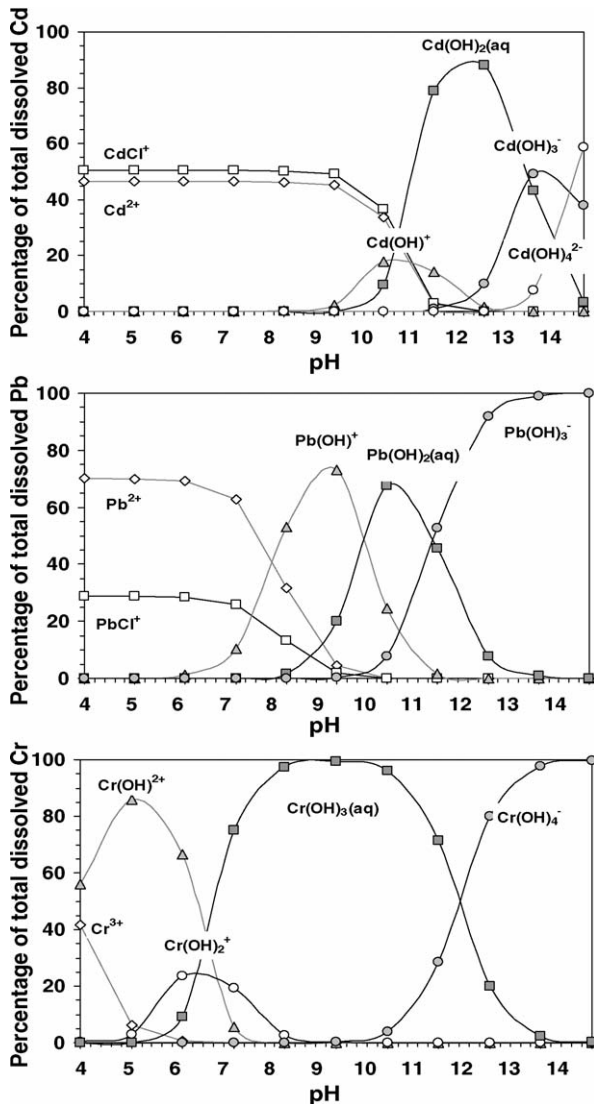 Percentage of total dissolved Cd
100
80
60
40
20
0
Cd(OH)₂(aq
CdCl⁺
Cd²⁺
Cd(OH)⁺
Cd(OH)₃⁻
Cd(OH)₄²⁻
4 5 6 7 8 9 10 11 12 13 14
pH
Percentage of total dissolved Pb
100
80
60
40
20
0
Pb(OH)⁺
Pb(OH)₂(aq)
Pb(OH)₃⁻
Pb²⁺
PbCl⁺
4 5 6 7 8 9 10 11 12 13 14
pH
Percentage of total dissolved Cr
100
80
60
40
20
0
Cr(OH)²⁺
Cr(OH)₃(aq)
Cr(OH)₄⁻
Cr³⁺
Cr(OH)₂⁺
4 5 6 7 8 9 10 11 12 13 14
pH